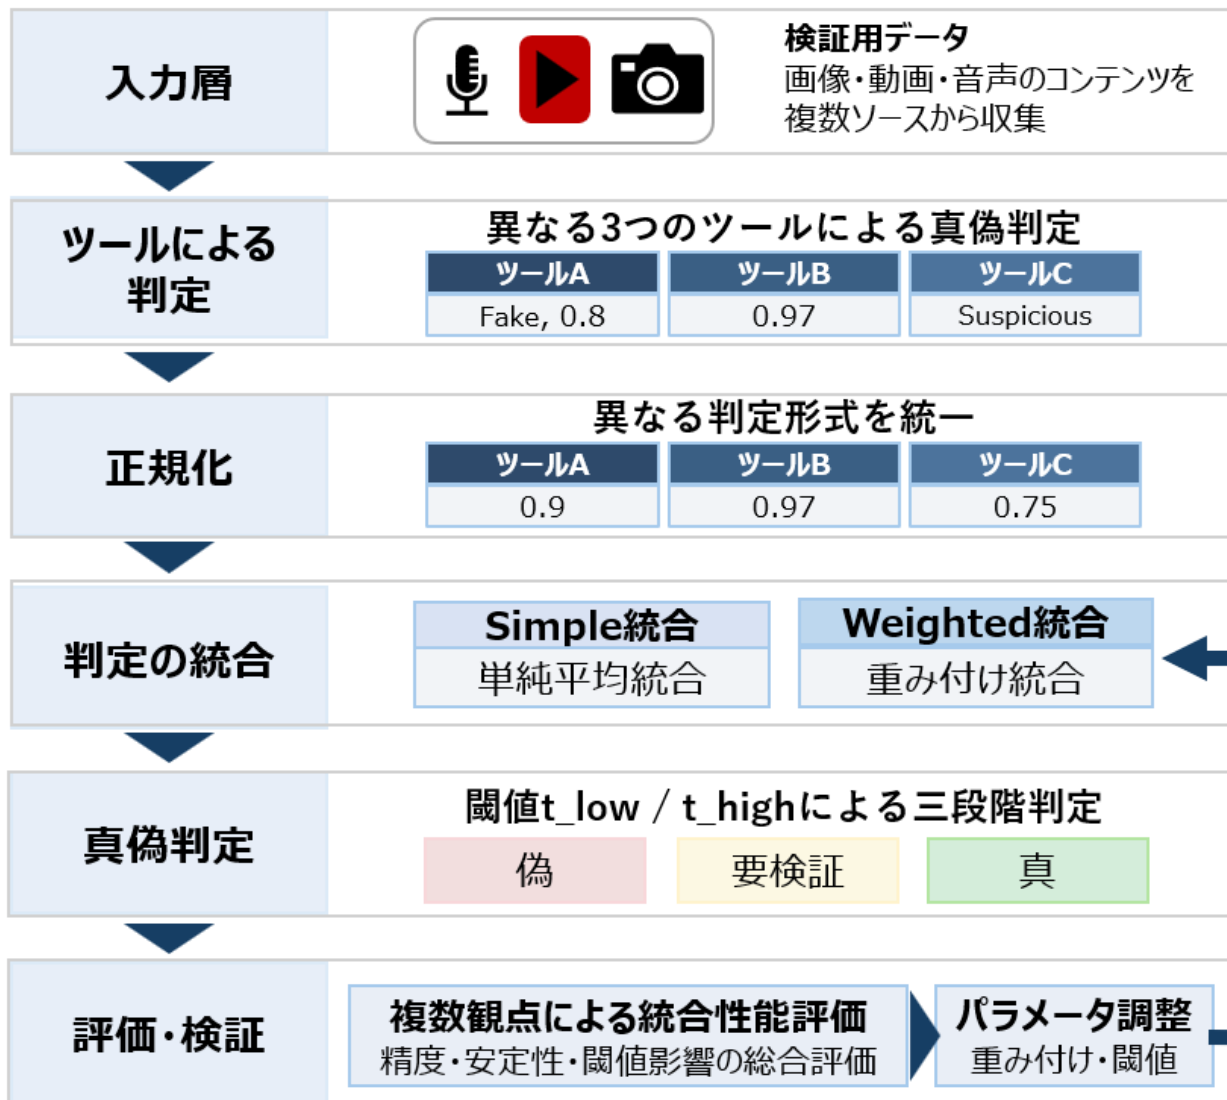 入力層
検証用データ
画像・動画・音声のコンテンツを
複数ソースから収集
ツールによる
判定
異なる3つのツールによる真偽判定
ツールA ツールB ツールC
Fake, 0.8 0.97 Suspicious
正規化
異なる判定形式を統一
ツールA ツールB ツールC
0.9 0.97 0.75
判定の統合
Simple統合 Weighted統合
単純平均統合 重み付け統合
真偽判定
閾値t_low / t_highによる三段階判定
偽 要検証 真
評価・検証
複数観点による統合性能評価
精度・安定性・閾値影響の総合評価
パラメータ調整
重み付け・閾値